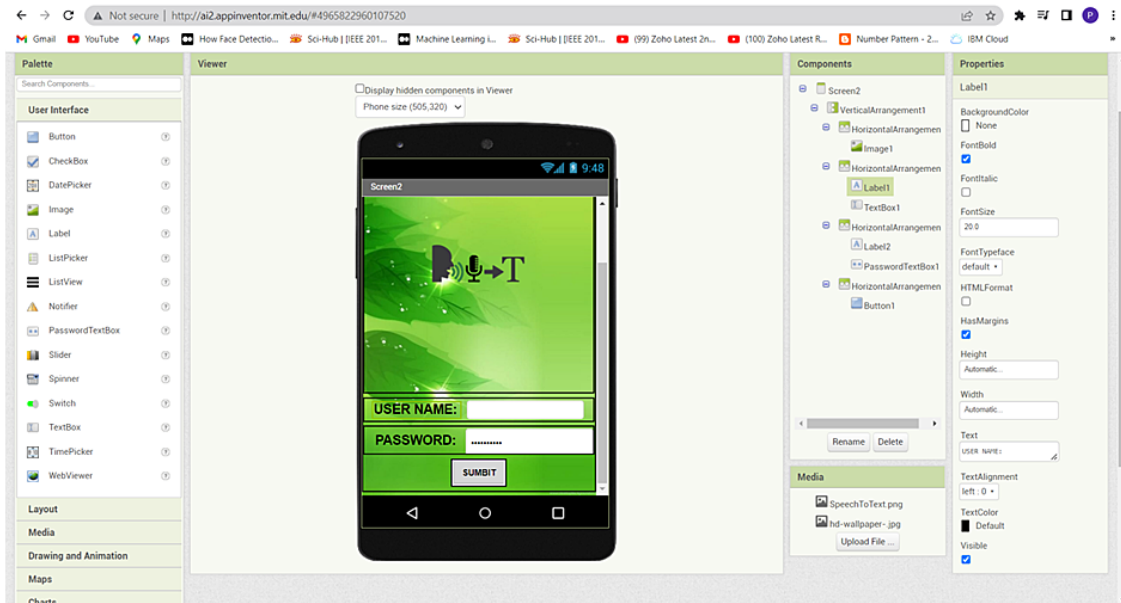 Not secure | http://ai2.appinventor.mit.edu/#4965822960107520
P
Gmail YouTube Maps How Face Detectio... Sci-Hub | [IEEE 201... Machine Learning i... Sci-Hub | [IEEE 201... (99) Zoho Latest 2n... (100) Zoho Latest R... Number Pattern - 2... IBM Cloud »
Palette
Search Components...
User Interface
Button ?
CheckBox ?
DatePicker ?
Image ?
Label ?
ListPicker ?
ListView ?
Notifier ?
PasswordTextBox ?
Slider ?
Spinner ?
Switch ?
TextBox ?
TimePicker ?
WebViewer ?
Layout
Media
Drawing and Animation
Maps
Charts
Viewer
Display hidden components in Viewer
Phone size (505,320)
9:48
Screen2
T
USER NAME:
PASSWORD: ..........
SUMBIT
Components
Screen2
VerticalArrangement1
HorizontalArrangemen
Image1
HorizontalArrangemen
Label1
TextBox1
HorizontalArrangemen
Label2
PasswordTextBox1
HorizontalArrangemen
Button1
Rename Delete
Media
SpeechToText.png
hd-wallpaper-.jpg
Upload File ...
Properties
Label1
BackgroundColor
None
FontBold
FontItalic
FontSize
20.0
FontTypeface
default
HTMLFormat
HasMargins
Height
Automatic...
Width
Automatic...
Text
USER NAME:
TextAlignment
left : 0
TextColor
Default
Visible